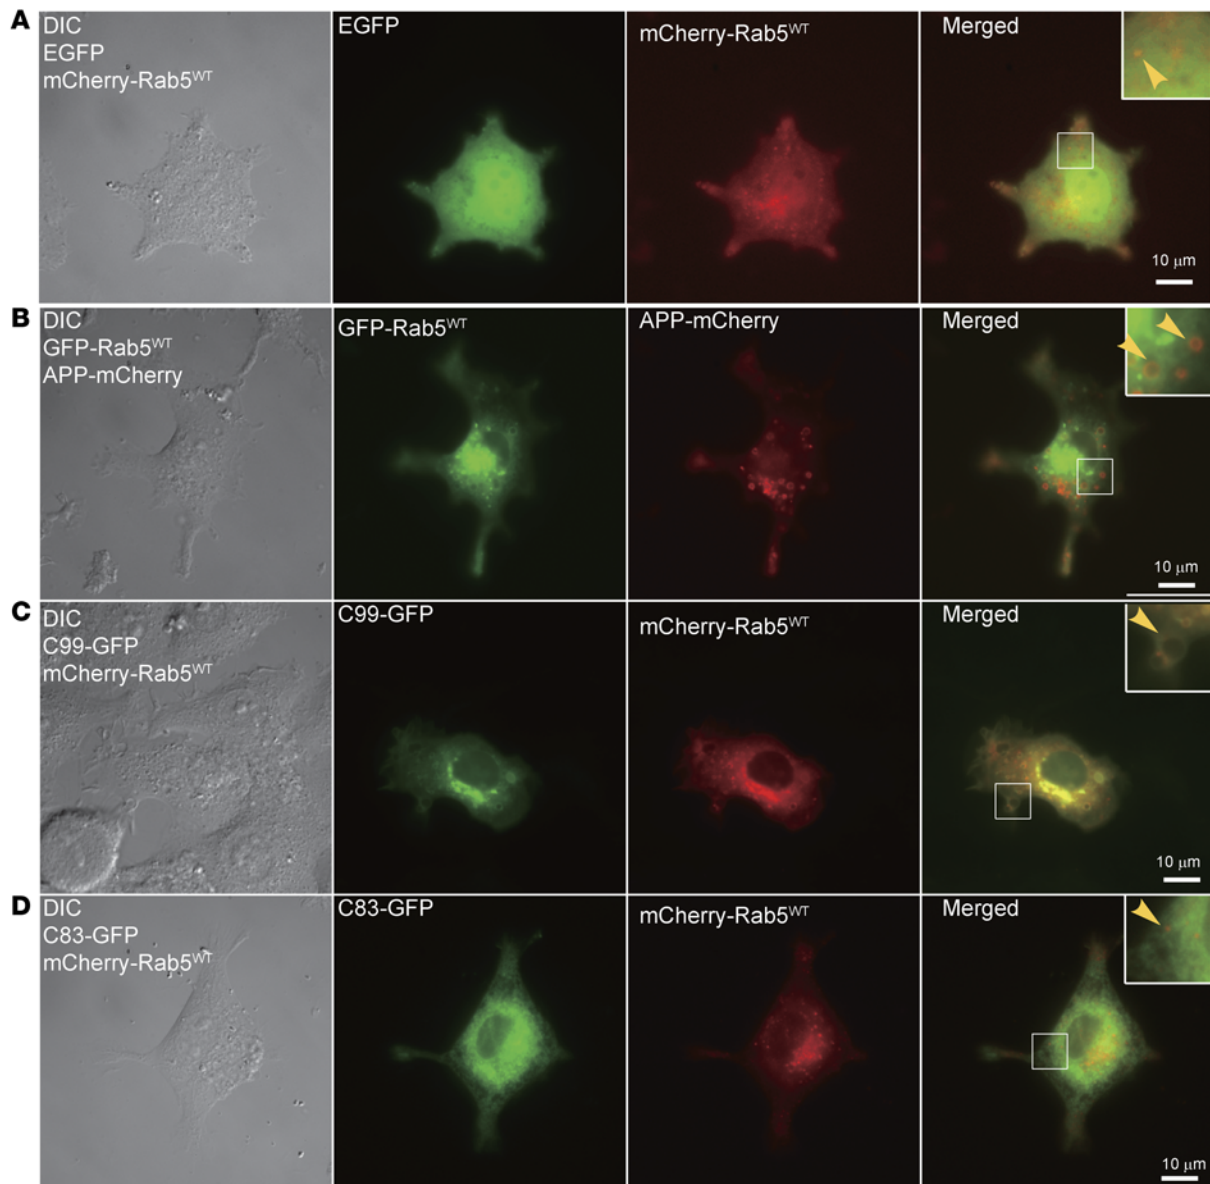 A
DIC
EGFP
mCherry-Rab5ᵂᵀ
EGFP
mCherry-Rab5ᵂᵀ
Merged
10 μm
B
DIC
GFP-Rab5ᵂᵀ
APP-mCherry
GFP-Rab5ᵂᵀ
APP-mCherry
Merged
10 μm
C
DIC
C99-GFP
mCherry-Rab5ᵂᵀ
C99-GFP
mCherry-Rab5ᵂᵀ
Merged
10 μm
D
DIC
C83-GFP
mCherry-Rab5ᵂᵀ
C83-GFP
mCherry-Rab5ᵂᵀ
Merged
10 μm